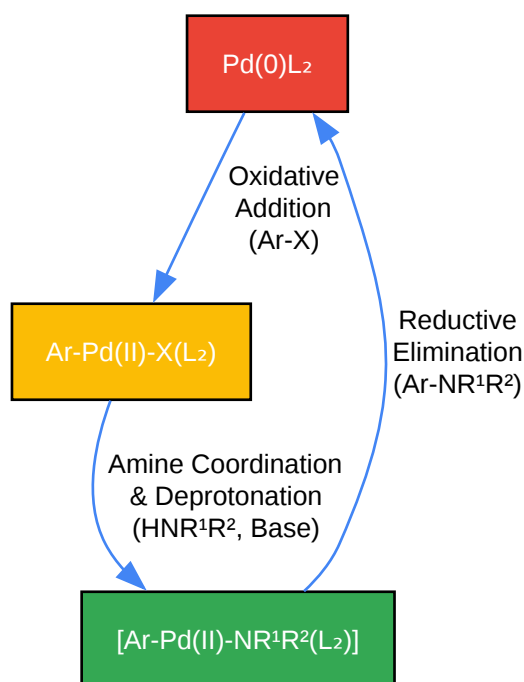 Pd(0)L₂
Oxidative
Addition
(Ar-X)
Ar-Pd(II)-X(L₂)
Reductive
Elimination
(Ar-NR¹R²)
Amine Coordination
& Deprotonation
(HNR¹R², Base)
[Ar-Pd(II)-NR¹R²(L₂)]